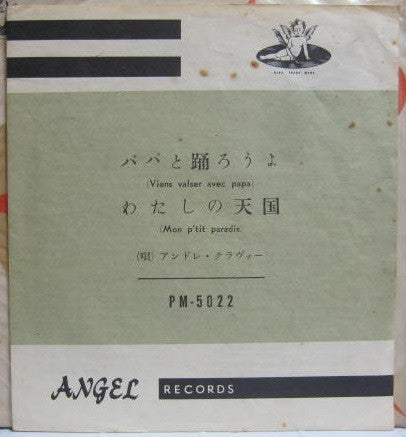 パパと踊ろうよ
(Viens valser avec papa)
わたしの天国
(Mon p'tit paradis)
(唄) アンドレ・クラヴォー
PM-5022
ANGEL RECORDS